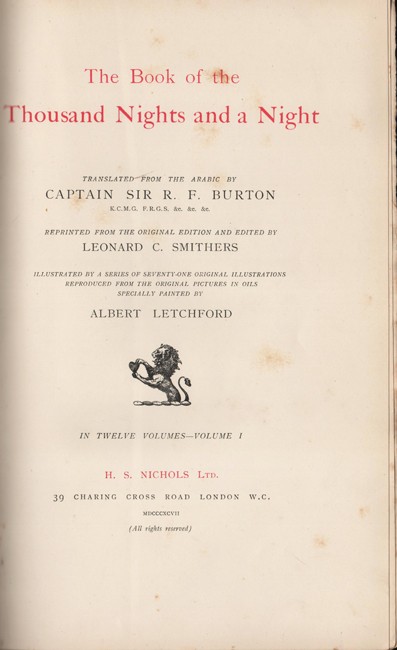 The Book of the
Thousand Nights and a Night
TRANSLATED FROM THE ARABIC BY
CAPTAIN SIR R. F. BURTON
K.C.M.G. F.R.G.S. &c. &c. &c.
REPRINTED FROM THE ORIGINAL EDITION AND EDITED BY
LEONARD C. SMITHERS
ILLUSTRATED BY A SERIES OF SEVENTY-ONE ORIGINAL ILLUSTRATIONS
REPRODUCED FROM THE ORIGINAL PICTURES IN OILS
SPECIALLY PAINTED BY
ALBERT LETCHFORD
IN TWELVE VOLUMES—VOLUME I
H. S. NICHOLS LTD.
39 CHARING CROSS ROAD LONDON W.C.
MDCCCXCVII
(All rights reserved)